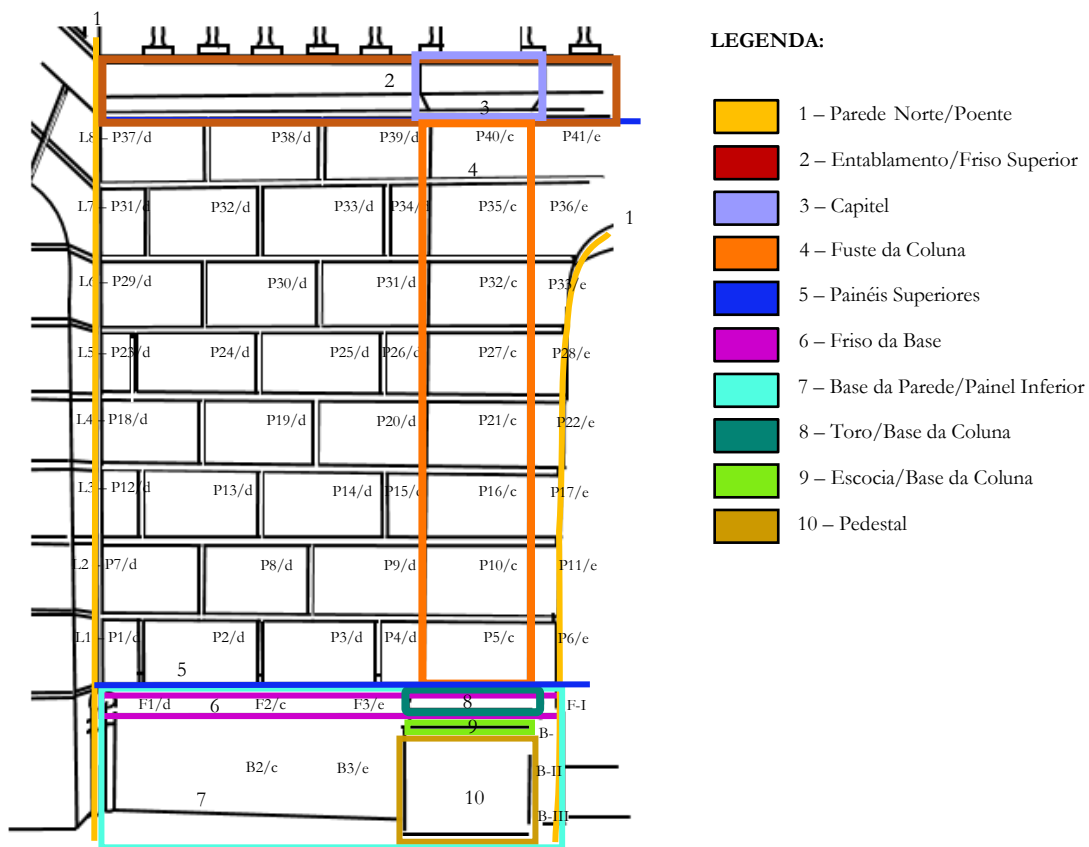 1
LEGENDA:
2
3
1 – Parede Norte/Poente
2 – Entablamento/Friso Superior
3 – Capitel
4 – Fuste da Coluna
5 – Painéis Superiores
6 – Friso da Base
7 – Base da Parede/Painel Inferior
8 – Toro/Base da Coluna
9 – Escocia/Base da Coluna
10 – Pedestal
L8 – P37/d P38/d P39/d P40/c P41/e
4
L7 – P31/d P32/d P33/d P34/d P35/c P36/e
1
L6 – P29/d P30/d P31/d P32/c P33/e
L5 – P23/d P24/d P25/d P26/d P27/c P28/e
L4 – P18/d P19/d P20/d P21/c P22/e
L3 – P12/d P13/d P14/d P15/d P16/c P17/e
L2 – P7/d P8/d P9/d P10/c P11/e
L1 – P1/d P2/d P3/d P4/d P5/c P6/e
5
F1/d 6 F2/c F3/e 8 F-I
9 B-
B2/c B3/e B-II
7 10
B-III